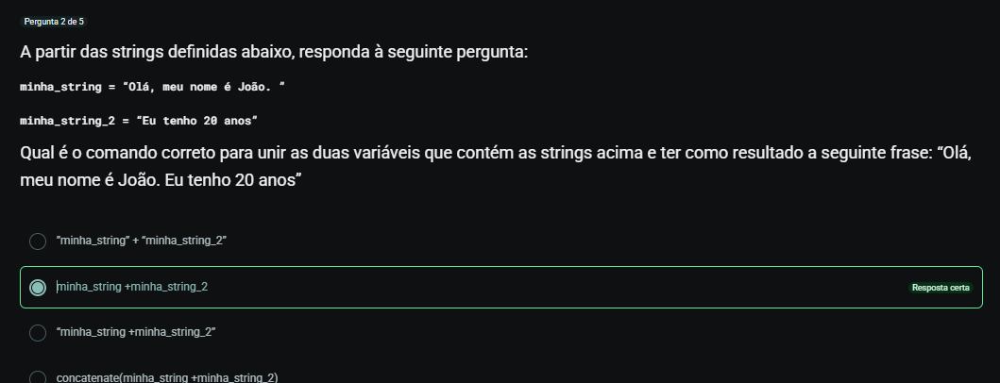 Pergunta 2 de 5
A partir das strings definidas abaixo, responda à seguinte pergunta:
minha_string = “Olá, meu nome é João. “
minha_string_2 = “Eu tenho 20 anos”
Qual é o comando correto para unir as duas variáveis que contém as strings acima e ter como resultado a seguinte frase: “Olá,
meu nome é João. Eu tenho 20 anos”
”minha_string” + “minha_string_2”
minha_string +minha_string_2
Resposta certa
“minha_string +minha_string_2”
concatenate(minha_string +minha_string_2)